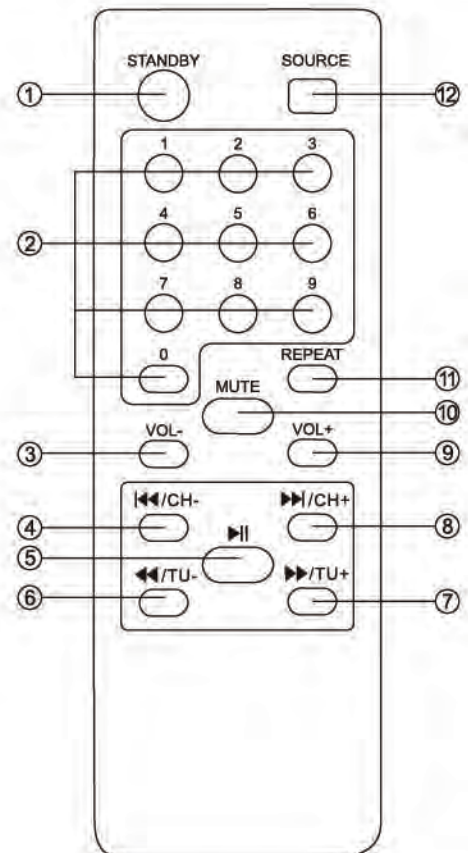 STANDBY SOURCE
① ⑫
1 2 3
4 5 6
②
7 8 9
0 REPEAT
⑪
MUTE
⑩
VOL- VOL+
③ ⑨
⏮/CH- ⏭/CH+
④ ⑧
⏯
⑤
⏪/TU- ⏩/TU+
⑥ ⑦